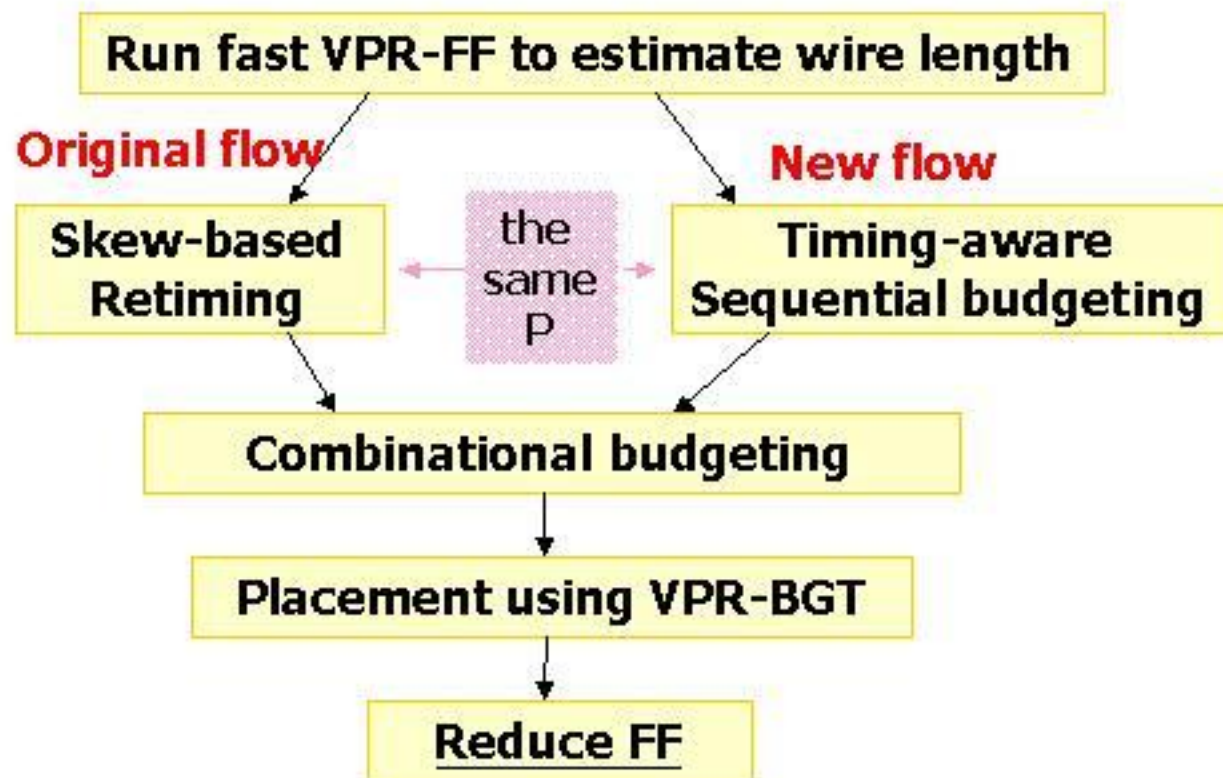 Run fast VPR-FF to estimate wire length
Original flow
New flow
Skew-based
Retiming
the
same
P
Timing-aware
Sequential budgeting
Combinational budgeting
Placement using VPR-BGT
Reduce FF